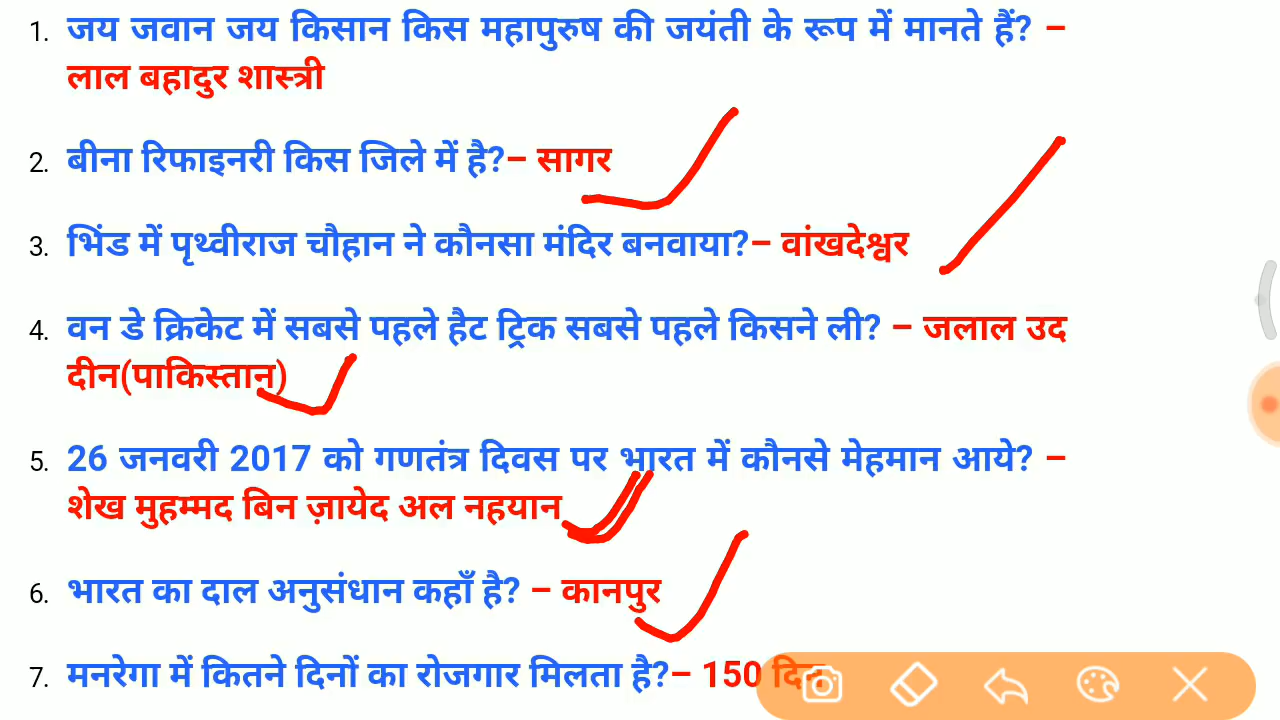 1. जय जवान जय किसान किस महापुरुष की जयंती के रूप में मानते हैं? –
लाल बहादुर शास्त्री
2. बीना रिफाइनरी किस जिले में है?– सागर
3. भिंड में पृथ्वीराज चौहान ने कौनसा मंदिर बनवाया?– वांखदेश्वर
4. वन डे क्रिकेट में सबसे पहले हैट ट्रिक सबसे पहले किसने ली? – जलाल उद
दीन(पाकिस्तान)
5. 26 जनवरी 2017 को गणतंत्र दिवस पर भारत में कौनसे मेहमान आये? –
शेख मुहम्मद बिन ज़ायेद अल नहयान
6. भारत का दाल अनुसंधान कहाँ है? – कानपुर
7. मनरेगा में कितने दिनों का रोजगार मिलता है?– 150 दिन